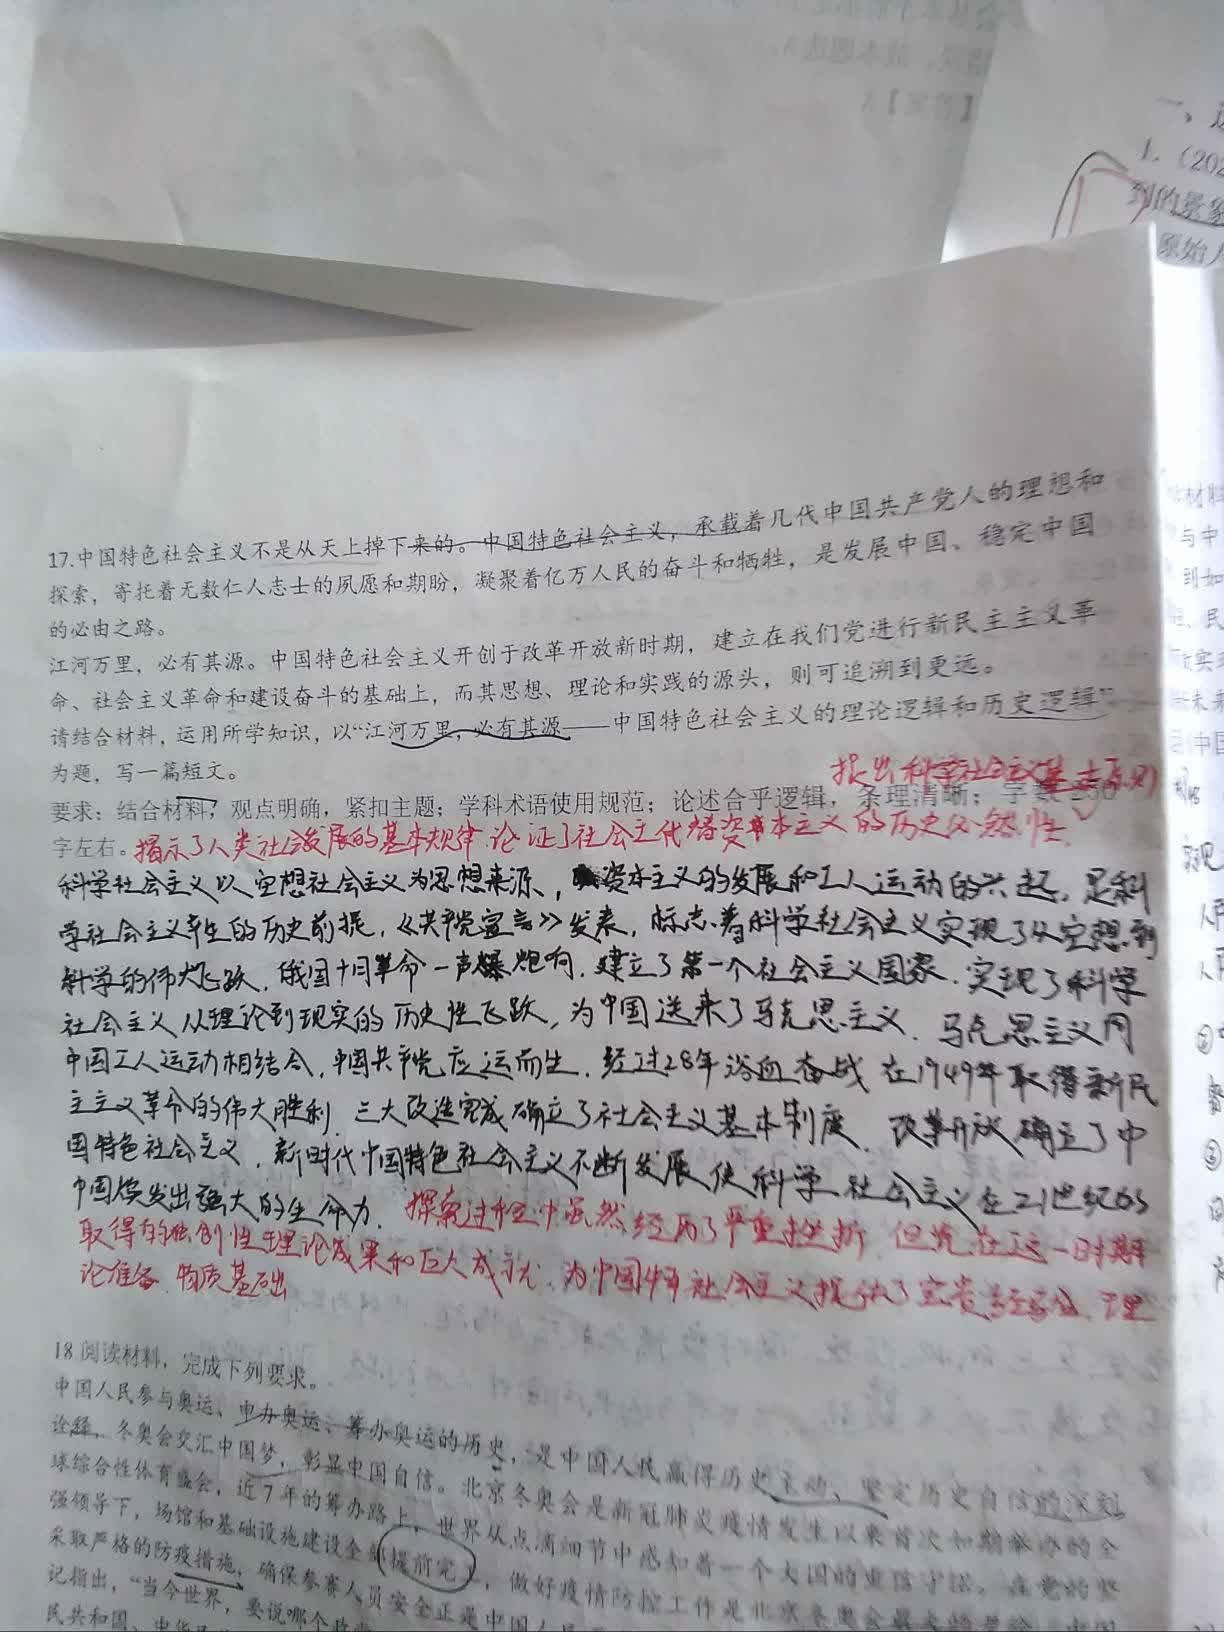 一、
1.（202
到的景象
原始人
17.中国特色社会主义不是从天上掉下来的。中国特色社会主义，承载着几代中国共产党人的理想和
探索，寄托着无数仁人志士的夙愿和期盼，凝聚着亿万人民的奋斗和牺牲，是发展中国、稳定中国
的必由之路。
江河万里，必有其源。中国特色社会主义开创于改革开放新时期，建立在我们党进行新民主主义革
命、社会主义革命和建设奋斗的基础上，而其思想、理论和实践的源头，则可追溯到更远。
请结合材料，运用所学知识，以“江河万里，必有其源——中国特色社会主义的理论逻辑和历史逻辑”
为题，写一篇短文。
提出科学社会主义基本原则
要求：结合材料，观点明确，紧扣主题；学科术语使用规范；论述合乎逻辑，条理清晰；字数250
字左右。
揭示了人类社会发展的基本规律 论证了社会主代替资本主义的历史必然性
科学社会主义以空想社会主义为思想来源，资本主义的发展和工人运动的兴起，是科
学社会主义产生的历史前提，《共产党宣言》发表，标志着科学社会主义实现了从空想到
科学的伟大飞跃，俄国十月革命一声爆炮响，建立了第一个社会主义国家，实现了科学
社会主义从理论到现实的历史性飞跃，为中国送来了马克思主义，马克思主义同
中国工人运动相结合，中国共产党应运而生，经过28年浴血奋战 在1949年取得新民
主主义革命的伟大胜利，三大改造完成确立了社会主义基本制度，改革开放确立了中
国特色社会主义，新时代中国特色社会主义不断发展 使科学社会主义在21世纪的
中国焕发出强大的生命力。
探索过程中虽然经历了严重挫折 但党在这一时期
取得的独创性理论成果和巨大成就，为中国特社会主义提供了宝贵经验、理
论准备、物质基础
18.阅读材料，完成下列要求。
中国人民参与奥运、申办奥运、筹办奥运的历史，是中国人民赢得历史主动、坚定历史自信的深刻
诠释。冬奥会交汇中国梦，彰显中国自信。北京冬奥会是新冠肺炎疫情发生以来首次如期举办的全
球综合性体育盛会，近7年的筹办路上，世界从点滴细节中感知着一个大国的重信守诺。在党的坚
强领导下，场馆和基础设施建设全部提前完工，做好疫情防控工作是北京冬奥会
采取严格的防疫措施，确保参赛人员安全正是中国
记指出，“当今世界，要说哪个政
民共和国、中华